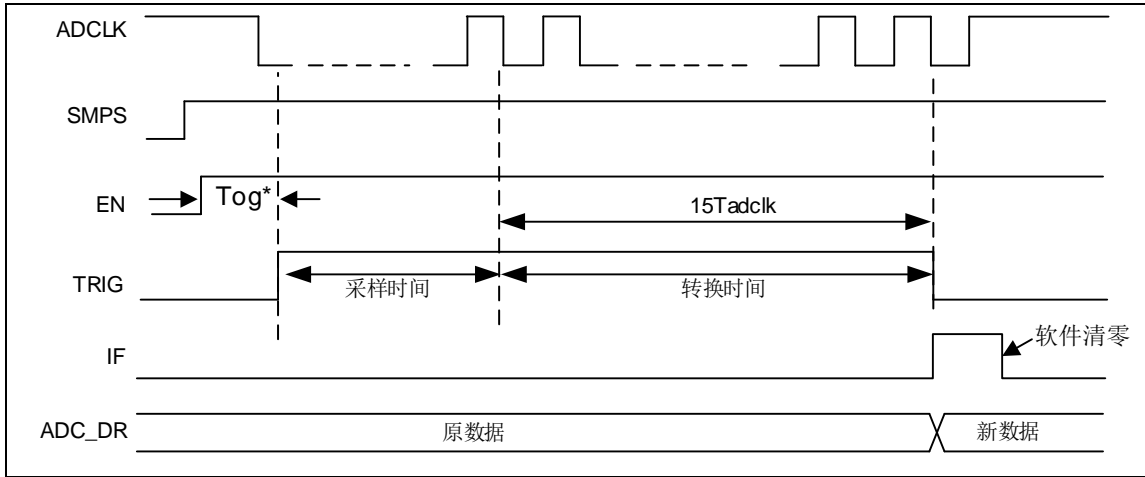 ADCLK
SMPS
EN
Tog*
15Tadclk
TRIG
采样时间
转换时间
IF
软件清零
ADC_DR
原数据
新数据